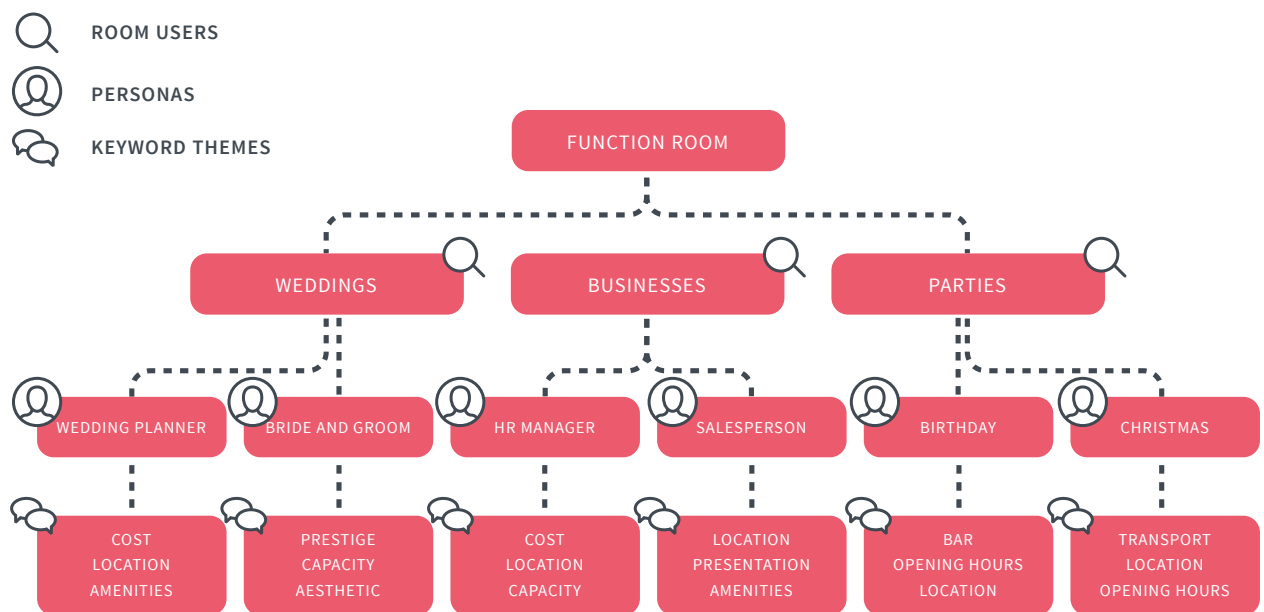 ROOM USERS
PERSONAS
KEYWORD THEMES
FUNCTION ROOM
WEDDINGS
BUSINESSES
PARTIES
WEDDING PLANNER
BRIDE AND GROOM
HR MANAGER
SALESPERSON
BIRTHDAY
CHRISTMAS
COST
LOCATION
AMENITIES
PRESTIGE
CAPACITY
AESTHETIC
COST
LOCATION
CAPACITY
LOCATION
PRESENTATION
AMENITIES
BAR
OPENING HOURS
LOCATION
TRANSPORT
LOCATION
OPENING HOURS